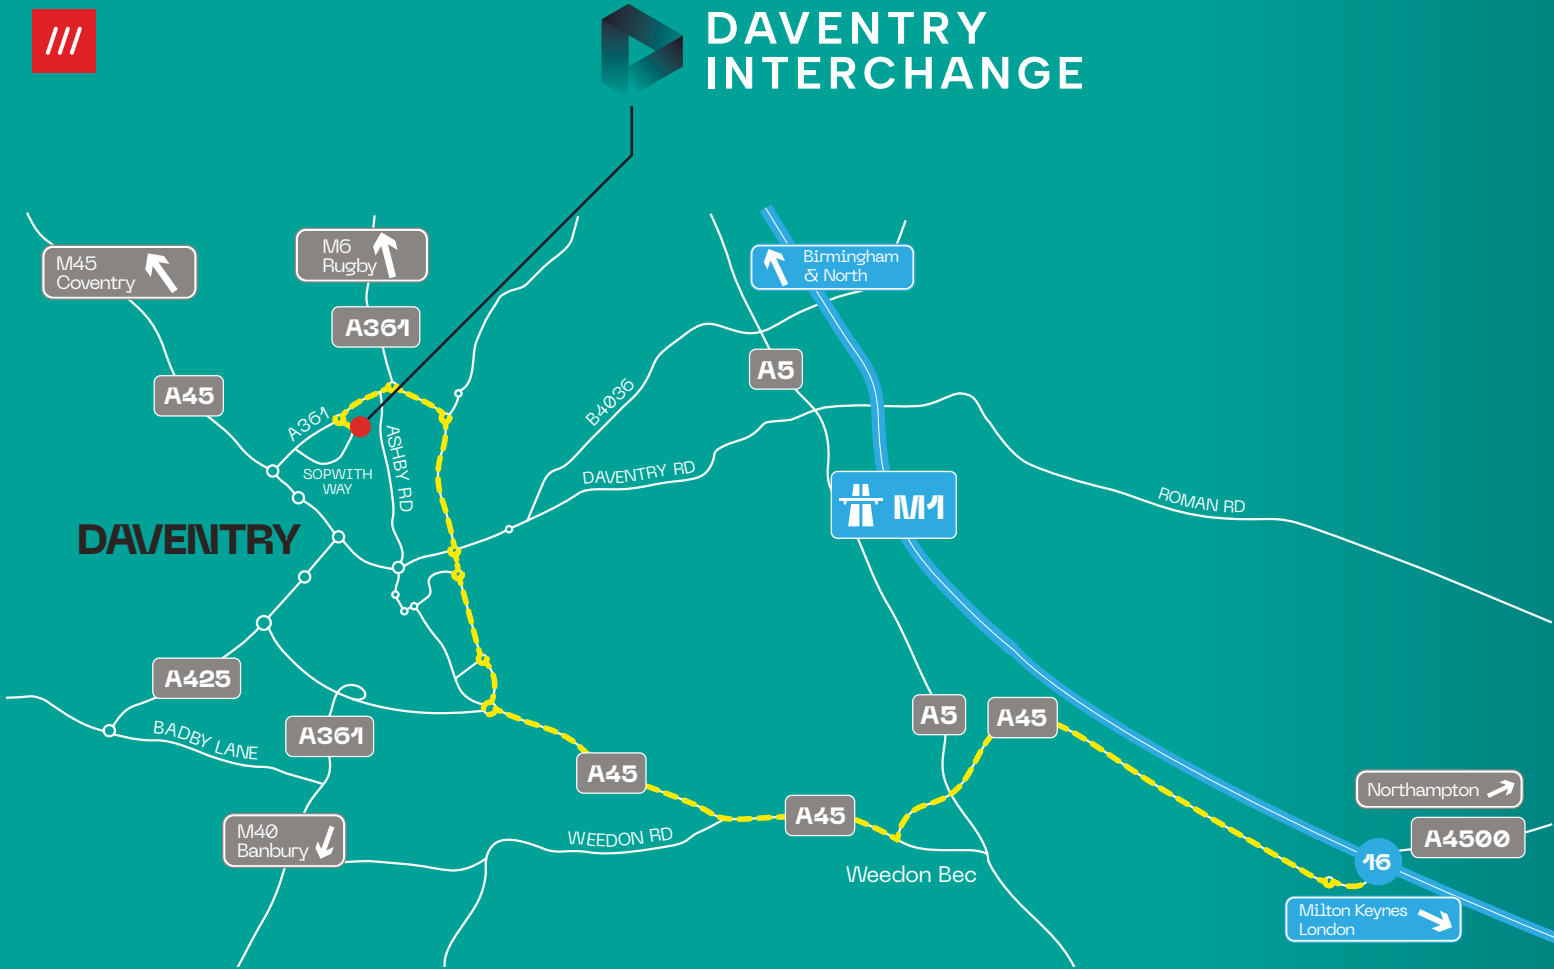 DAVENTRY
INTERCHANGE
M45
Coventry
M6
Rugby
Birmingham
& North
A361
A5
A45
A361
B4036
ASHBY RD
SOPWITH
WAY
DAVENTRY RD
M1
ROMAN RD
DAVENTRY
A425
A5
A45
BADBY LANE
A361
A45
Northampton
A45
M40
Banbury
WEEDON RD
A4500
16
Weedon Bec
Milton Keynes
London